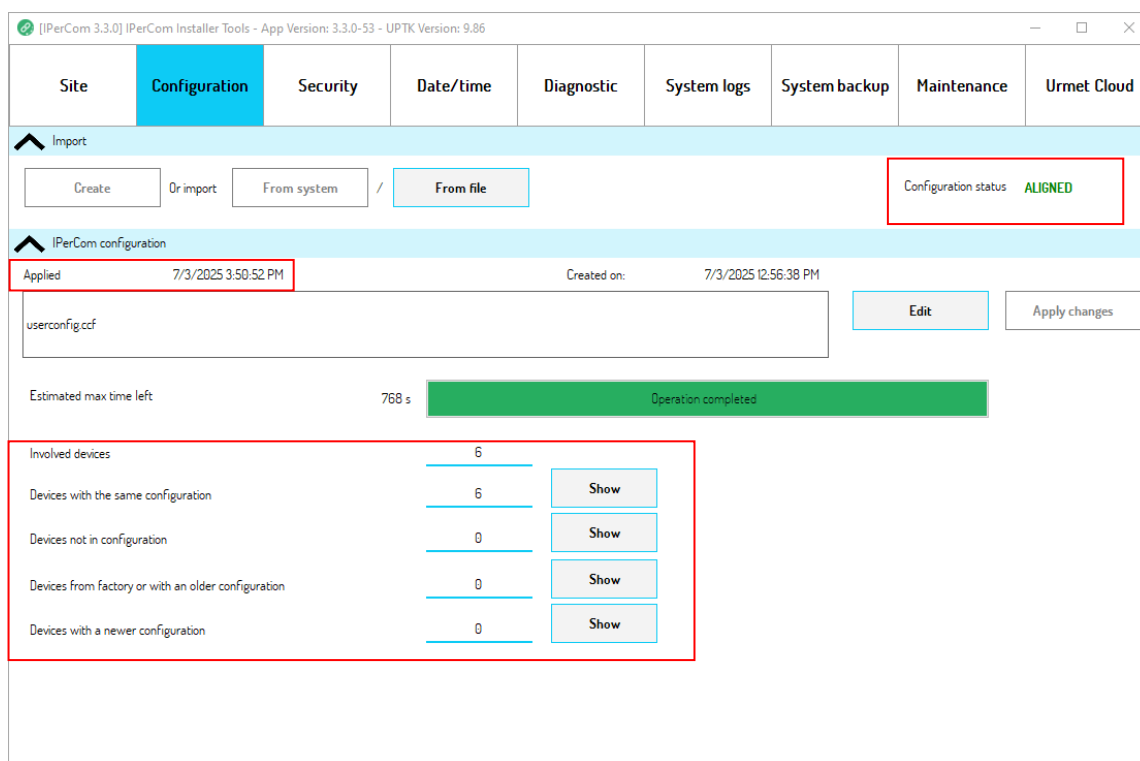 [IPerCom 3.3.0] IPerCom Installer Tools - App Version: 3.3.0-53 - UPTK Version: 9.86
Site Configuration Security Date/time Diagnostic System logs System backup Maintenance Urmet Cloud
Import
Create Or import From system / From file Configuration status ALIGNED
IPerCom configuration
Applied 7/3/2025 3:50:52 PM Created on: 7/3/2025 12:56:38 PM
userconfig.ccf Edit Apply changes
Estimated max time left 768 s Operation completed
Involved devices 6
Devices with the same configuration 6 Show
Devices not in configuration 0 Show
Devices from factory or with an older configuration 0 Show
Devices with a newer configuration 0 Show